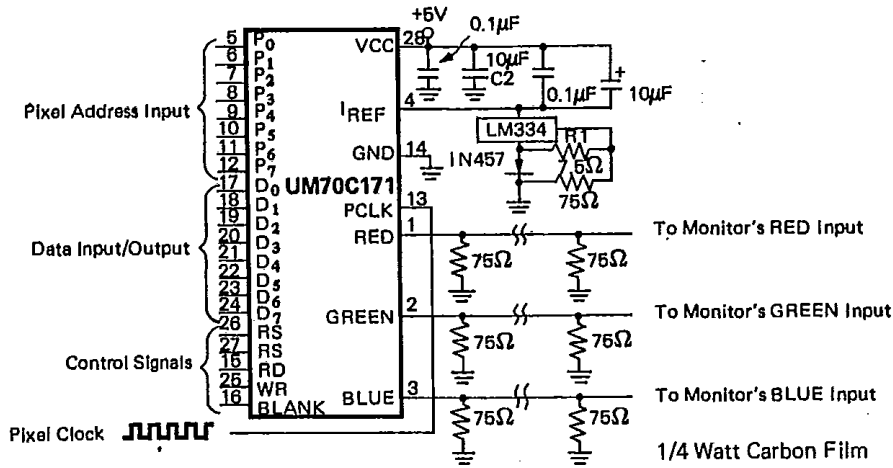 +5V
0.1µF
5 P0
VCC 28
6 P1
7 P2
10µF
C2
8 P3
0.1µF
10µF
Pixel Address Input
9 P4
IREF 4
10 P5
LM334
R1
11 P6
GND 14
IN457
5Ω
12 P7
75Ω
17 D0
UM70C171
18 D1
PCLK 13
19 D2
RED 1
To Monitor's RED Input
Data Input/Output
20 D3
21 D4
75Ω
75Ω
22 D5
23 D6
24 D7
GREEN 2
To Monitor's GREEN Input
26 RS
75Ω
75Ω
27 RS
Control Signals
15 RD
25 WR
BLUE 3
To Monitor's BLUE Input
16 BLANK
75Ω
75Ω
Pixel Clock
1/4 Watt Carbon Film